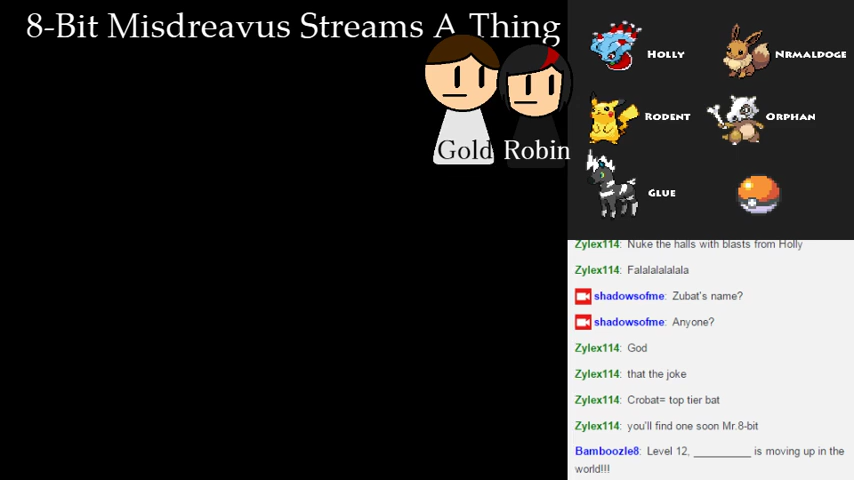 8-Bit Misdreavus Streams A Thing
Gold Robin
Holly
Nrmaldoge
Rodent
Orphan
Glue
Zylex114: Nuke the halls with blasts from Holly
Zylex114: Falalalalalala
shadowsofme: Zubat's name?
shadowsofme: Anyone?
Zylex114: God
Zylex114: that the joke
Zylex114: Crobat= top tier bat
Zylex114: you'll find one soon Mr.8-bit
Bamboozle8: Level 12, _________ is moving up in the
world!!!